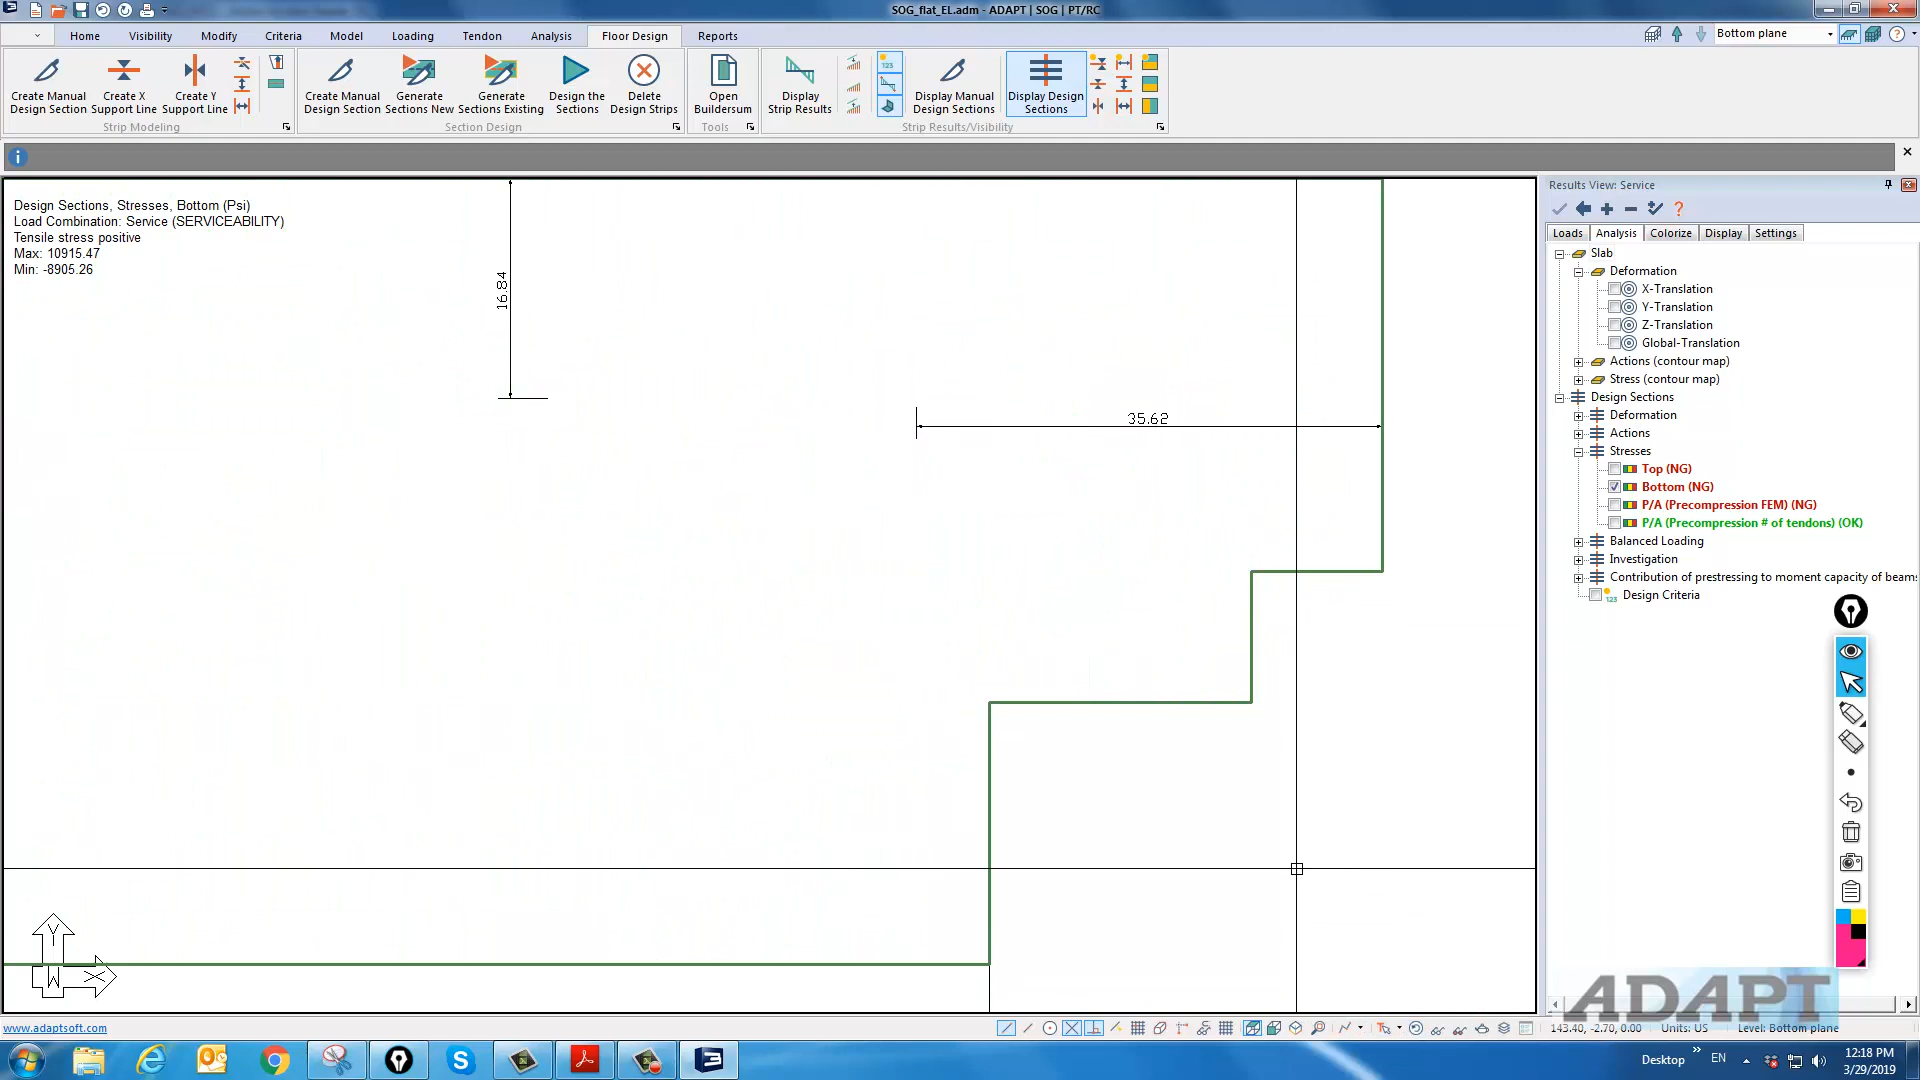 SOG_flat_EL.adm - ADAPT | SOG | PT/RC
Home Visibility Modify Criteria Model Loading Tendon Analysis Floor Design Reports
Bottom plane
Create Manual Design Section
Create X Support Line
Create Y Support Line
Create Manual Design Section
Generate Sections New
Generate Sections Existing
Design the Sections
Delete Design Strips
Open Buildersum
Display Strip Results
Display Manual Design Sections
Display Design Sections
Strip Modeling
Section Design
Tools
Strip Results/Visibility
Design Sections, Stresses, Bottom (Psi)
Load Combination: Service (SERVICEABILITY)
Tensile stress positive
Max: 10915.47
Min: -8905.26
16.84
35.62
Y
X
W
Results View: Service
Loads Analysis Colorize Display Settings
Slab
Deformation
X-Translation
Y-Translation
Z-Translation
Global-Translation
Actions (contour map)
Stress (contour map)
Design Sections
Deformation
Actions
Stresses
Top (NG)
Bottom (NG)
P/A (Precompression FEM) (NG)
P/A (Precompression # of tendons) (OK)
Balanced Loading
Investigation
Contribution of prestressing to moment capacity of beams
Design Criteria
ADAPT
www.adaptsoft.com
143.40, -2.70, 0.00 Units: US Level: Bottom plane
Desktop
EN
12:18 PM
3/29/2019